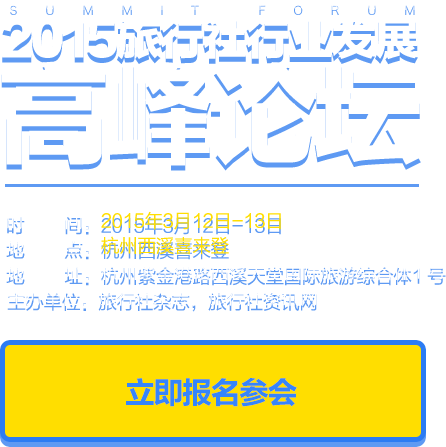 SUMMIT FORUM
2015旅行社行业发展
高峰论坛
时 间：2015年3月12日-13日
地 点：杭州西溪喜来登
地 址：杭州紫金港路西溪天堂国际旅游综合体1号
主办单位：旅行社杂志，旅行社资讯网
立即报名参会